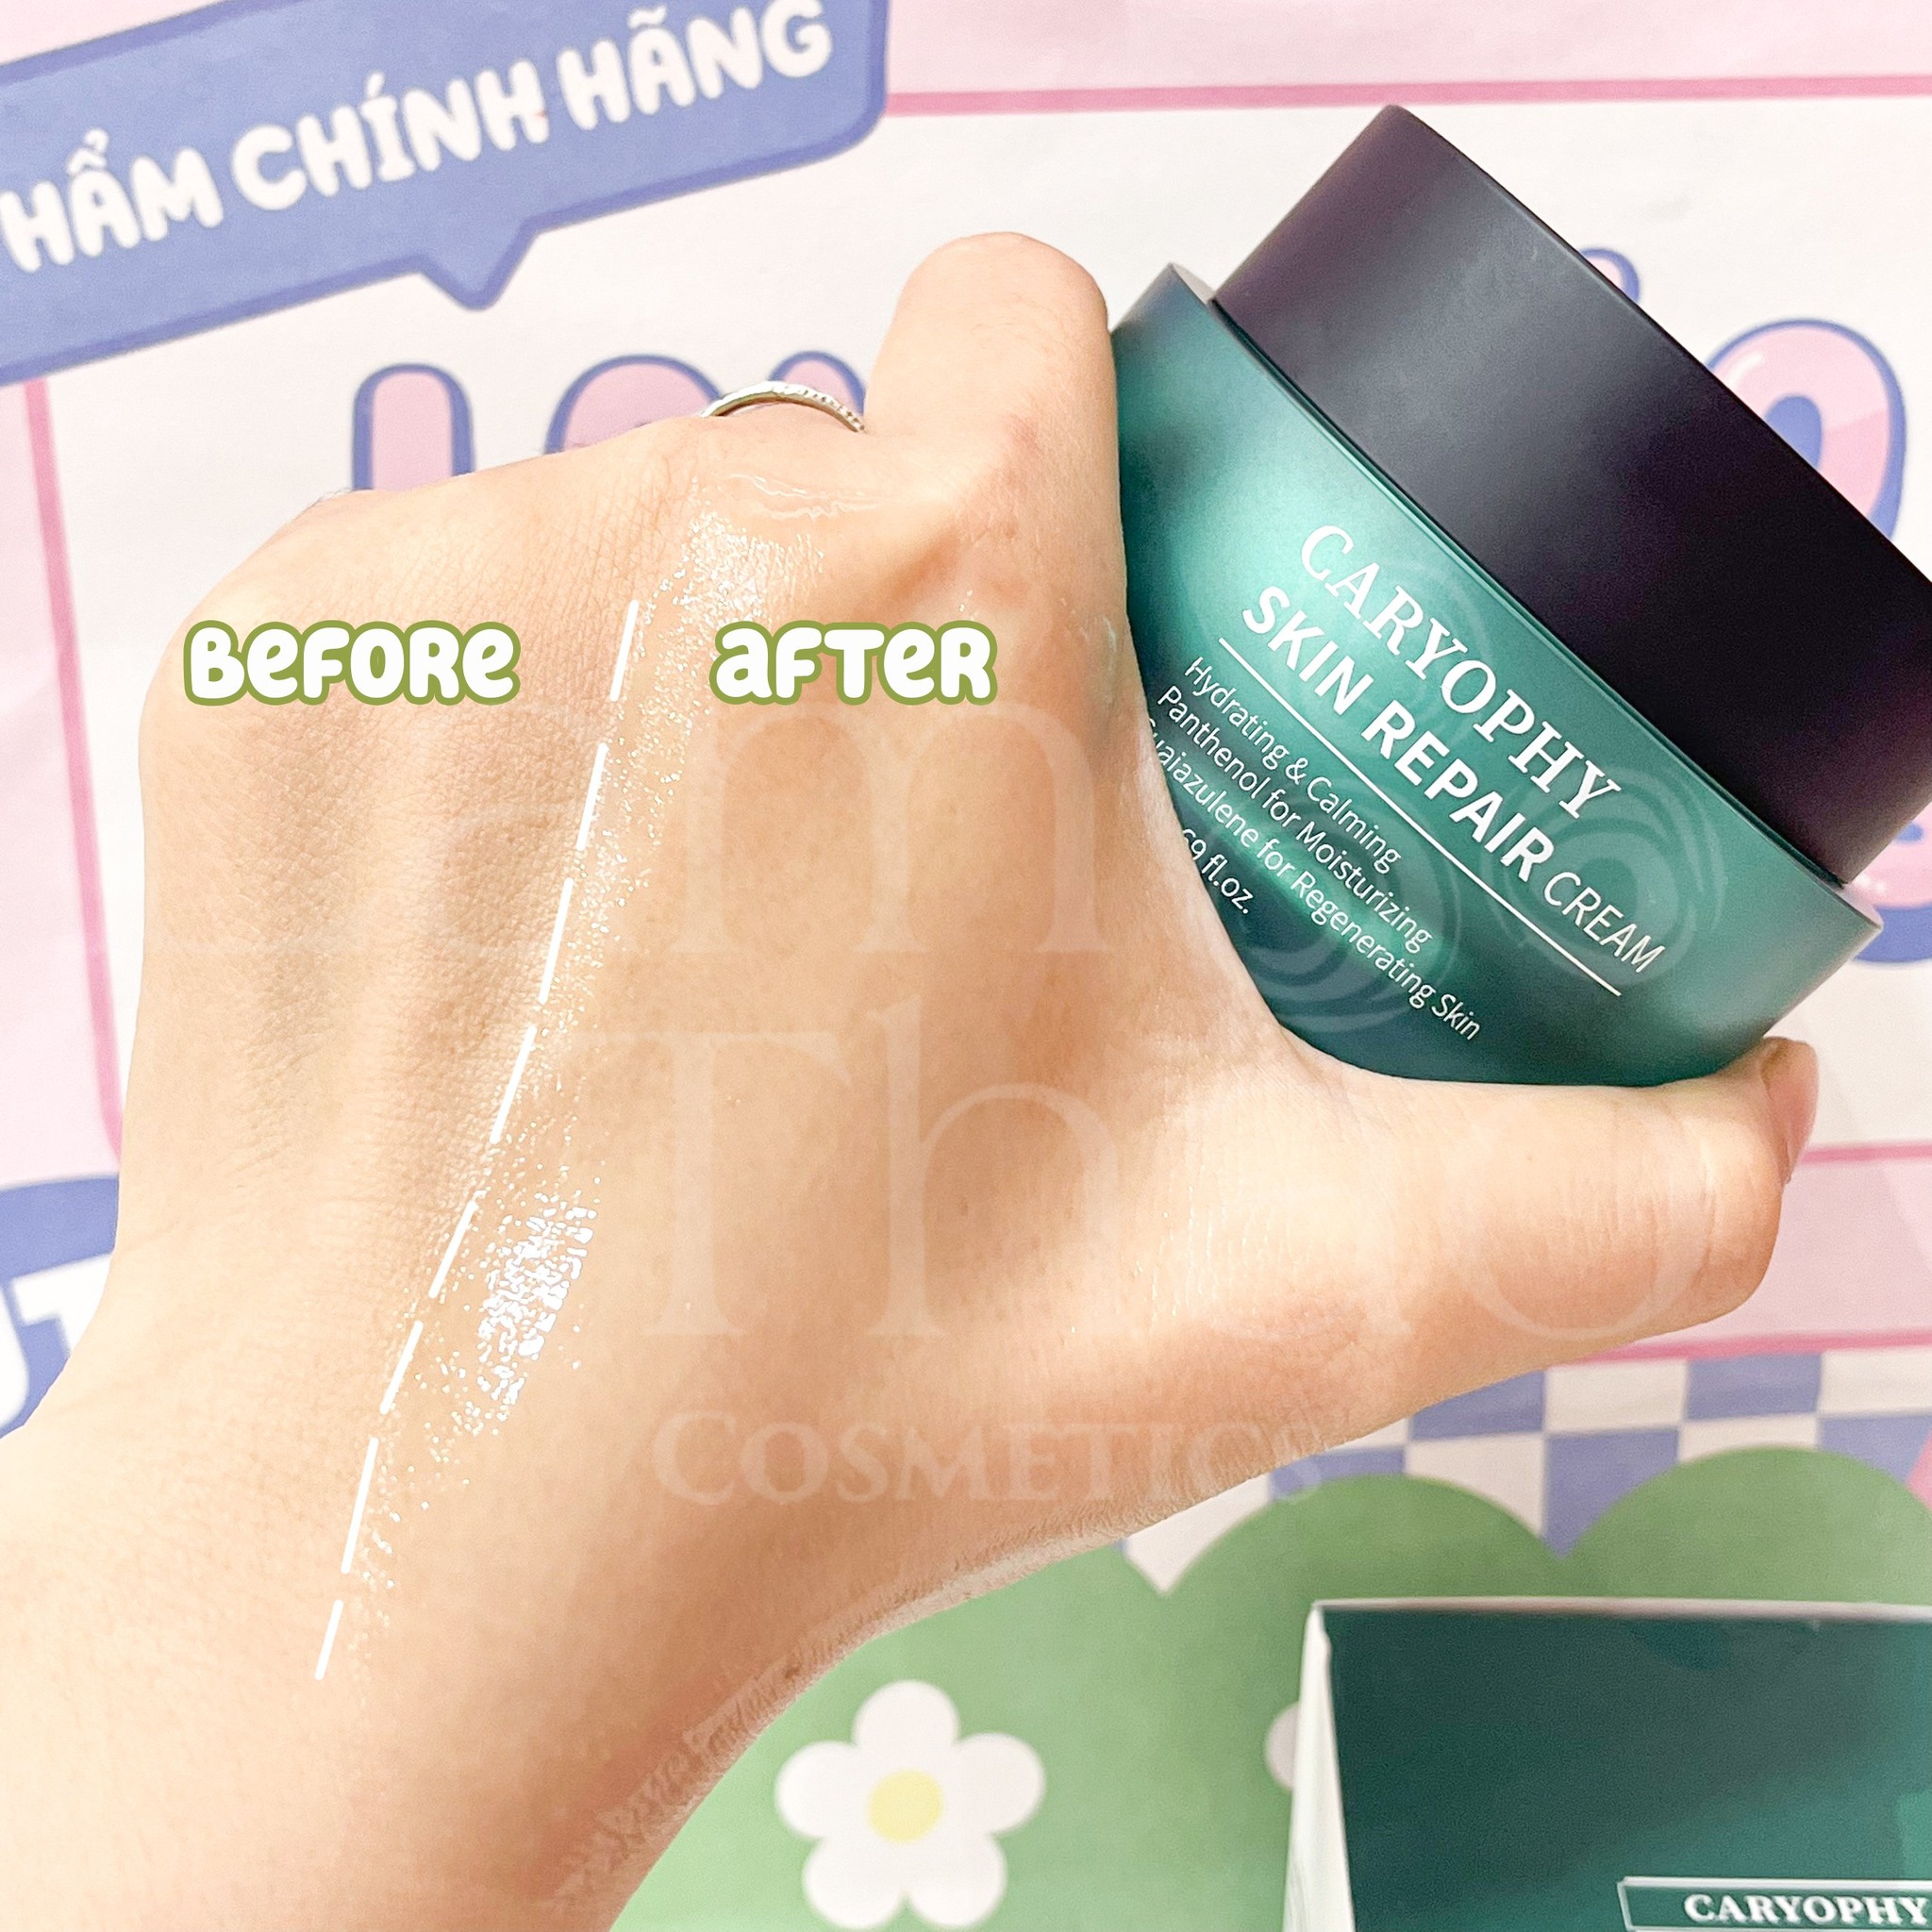 HẨM CHÍNH HÃNG
BEFORE
AFTER
CARYOPHY
SKIN REPAIR CREAM
Hydrating & Calming
Panthenol for Moisturizing
for Regenerating Skin
fl.oz.
COSMETICS
CARYOPHY